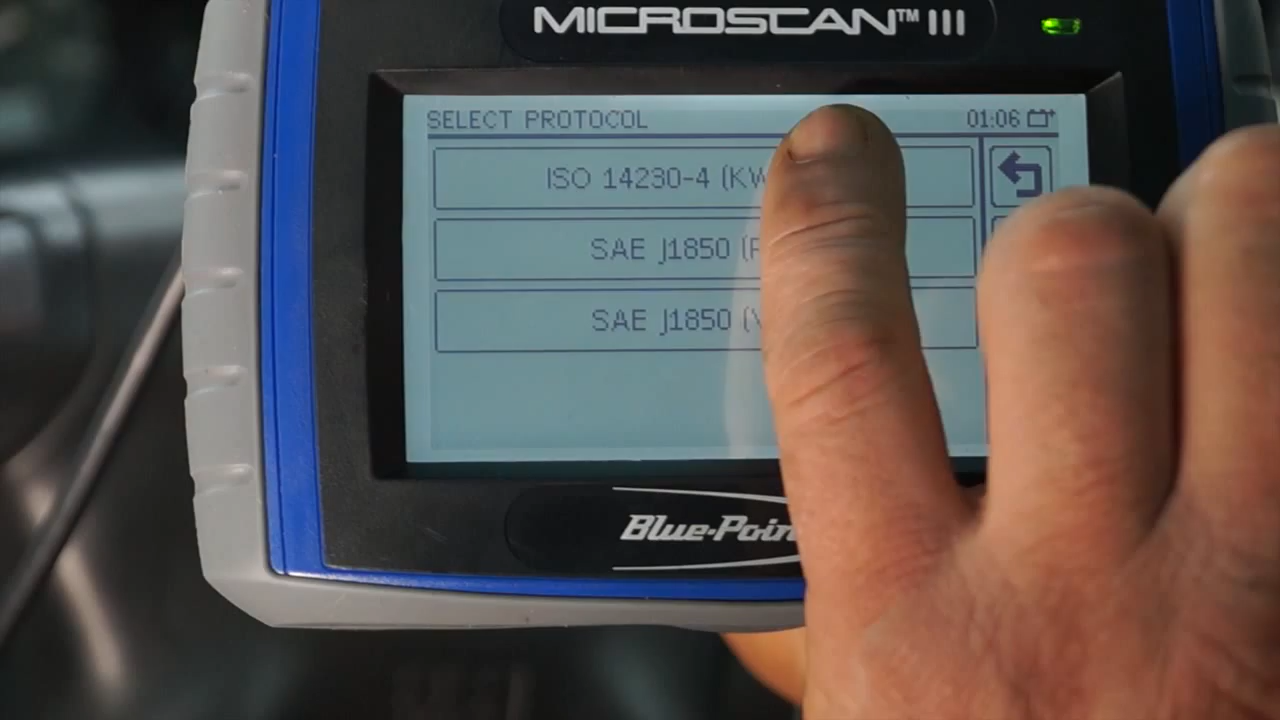 MICROSCAN™ III
SELECT PROTOCOL 01:06
ISO 14230-4 (KW
SAE J1850 (P
SAE J1850 (V
Blue-Poin